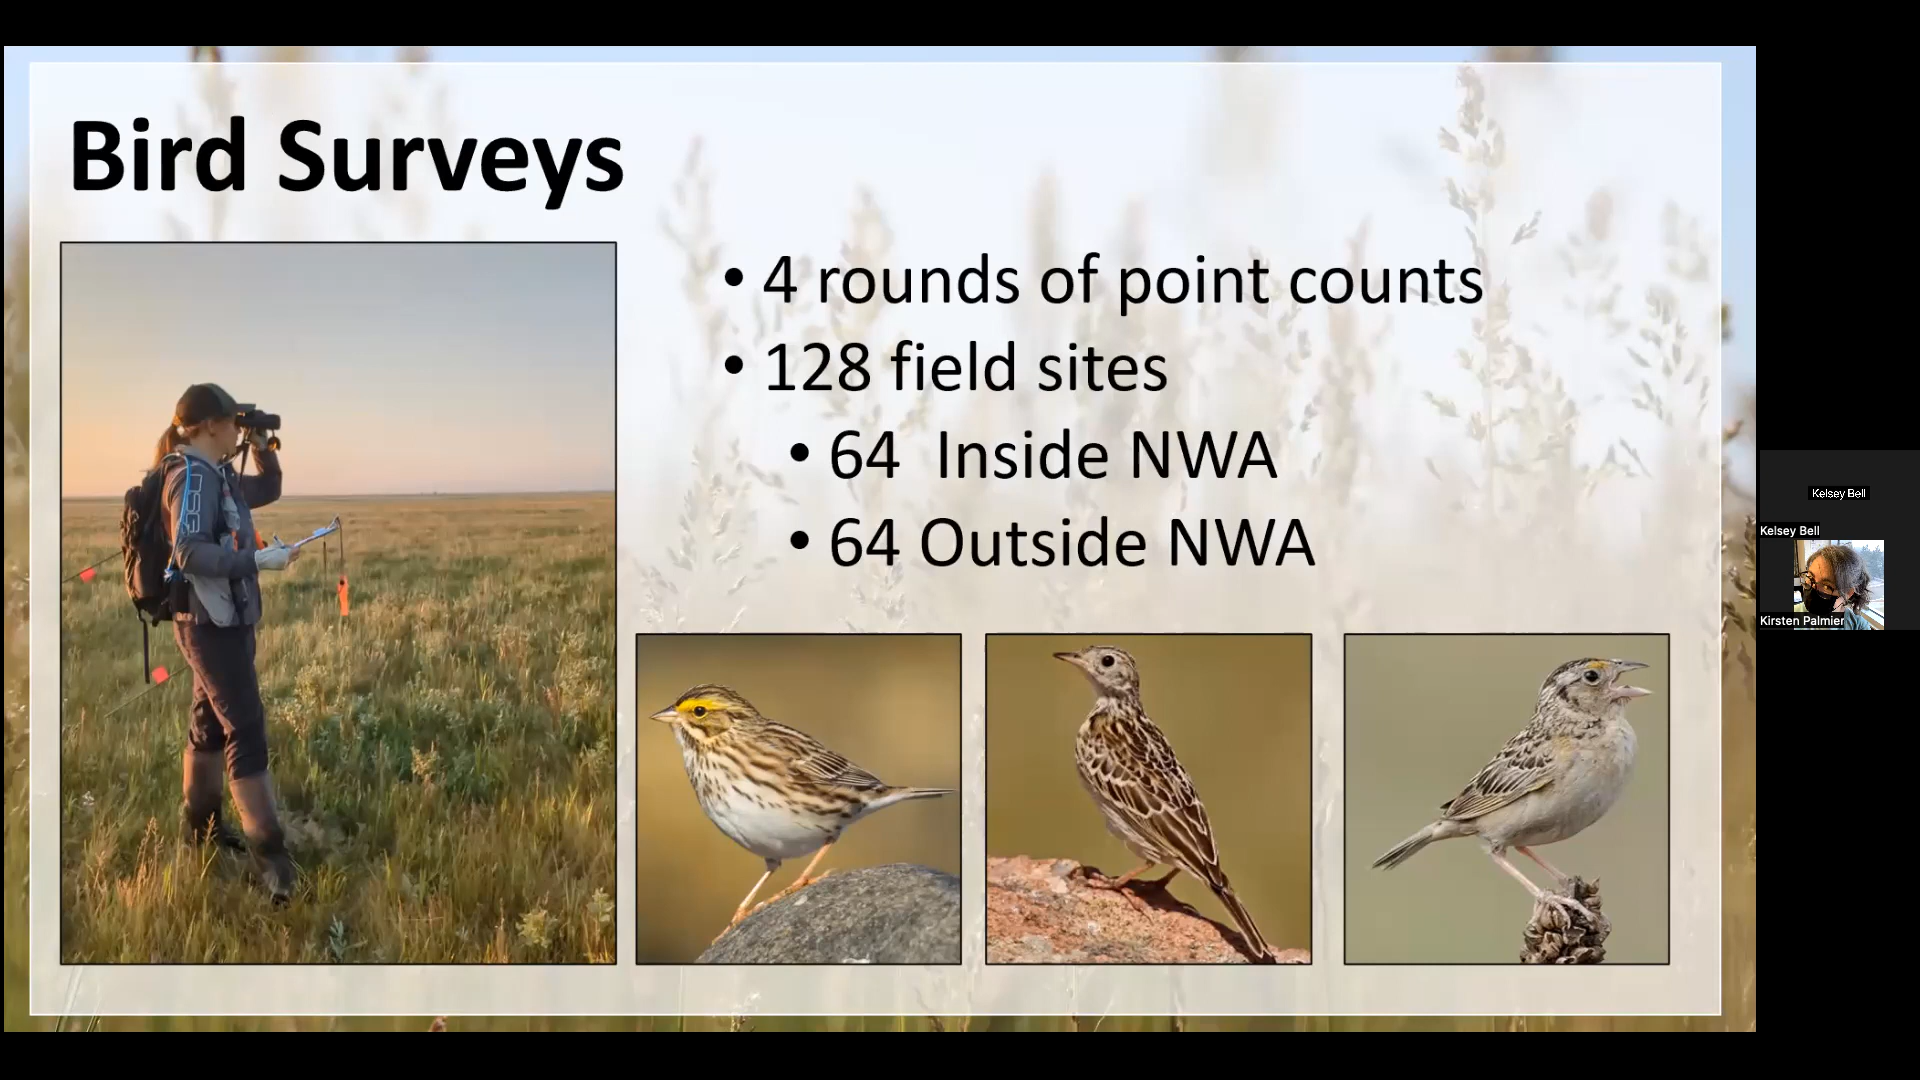 Bird Surveys
• 4 rounds of point counts
• 128 field sites
• 64 Inside NWA
• 64 Outside NWA
Kelsey Bell
Kelsey Bell
Kirsten Palmier